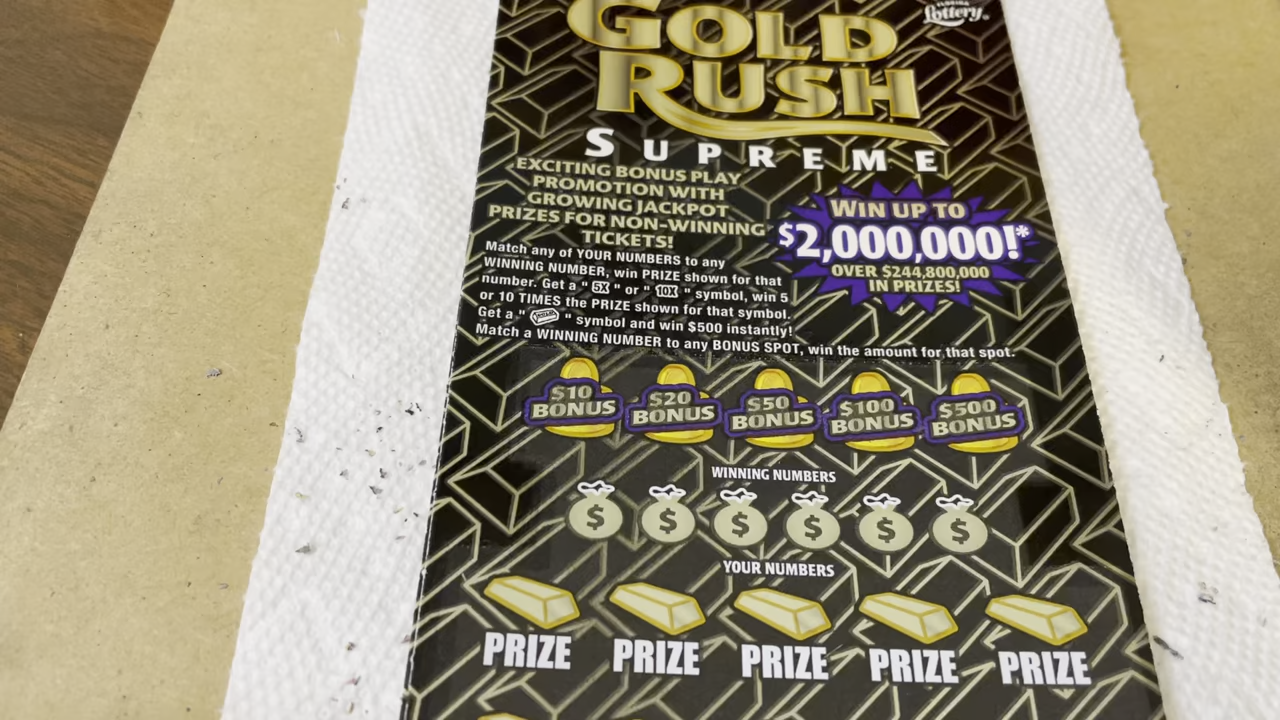 FLORIDA
Lottery
GOLD
RUSH
SUPREME
EXCITING BONUS PLAY
PROMOTION WITH
GROWING JACKPOT
PRIZES FOR NON-WINNING
TICKETS!
WIN UP TO
$2,000,000!*
OVER $244,800,000
IN PRIZES!
Match any of YOUR NUMBERS to any
WINNING NUMBER, win PRIZE shown for that
number. Get a "5X" or "10X" symbol, win 5
or 10 TIMES the PRIZE shown for that symbol.
Get a " " symbol and win $500 instantly!
Match a WINNING NUMBER to any BONUS SPOT, win the amount for that spot.
$10 BONUS $20 BONUS $50 BONUS $100 BONUS $500 BONUS
WINNING NUMBERS
$ $ $ $ $ $
YOUR NUMBERS
PRIZE PRIZE PRIZE PRIZE PRIZE